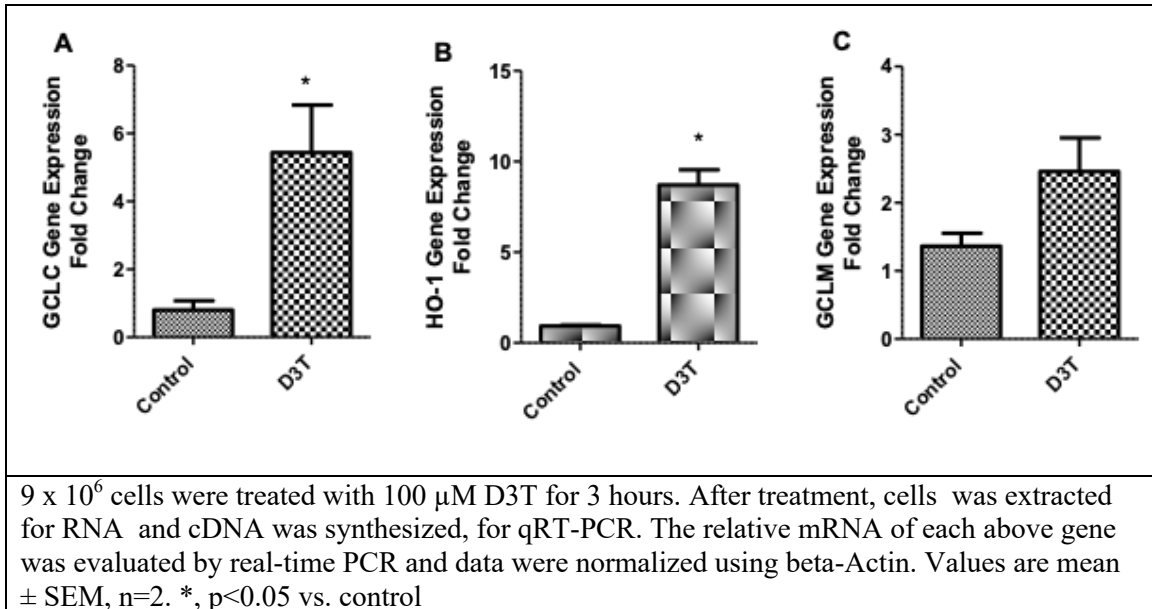 A
GCLC Gene Expression
Fold Change
8
6
4
2
0
*
Control
D3T
B
HO-1 Gene Expression
Fold Change
15
10
5
0
*
Control
D3T
C
GCLM Gene Expression
Fold Change
4
3
2
1
0
Control
D3T
9 x 10⁶ cells were treated with 100 µM D3T for 3 hours. After treatment, cells was extracted
for RNA and cDNA was synthesized, for qRT-PCR. The relative mRNA of each above gene
was evaluated by real-time PCR and data were normalized using beta-Actin. Values are mean
± SEM, n=2. *, p<0.05 vs. control